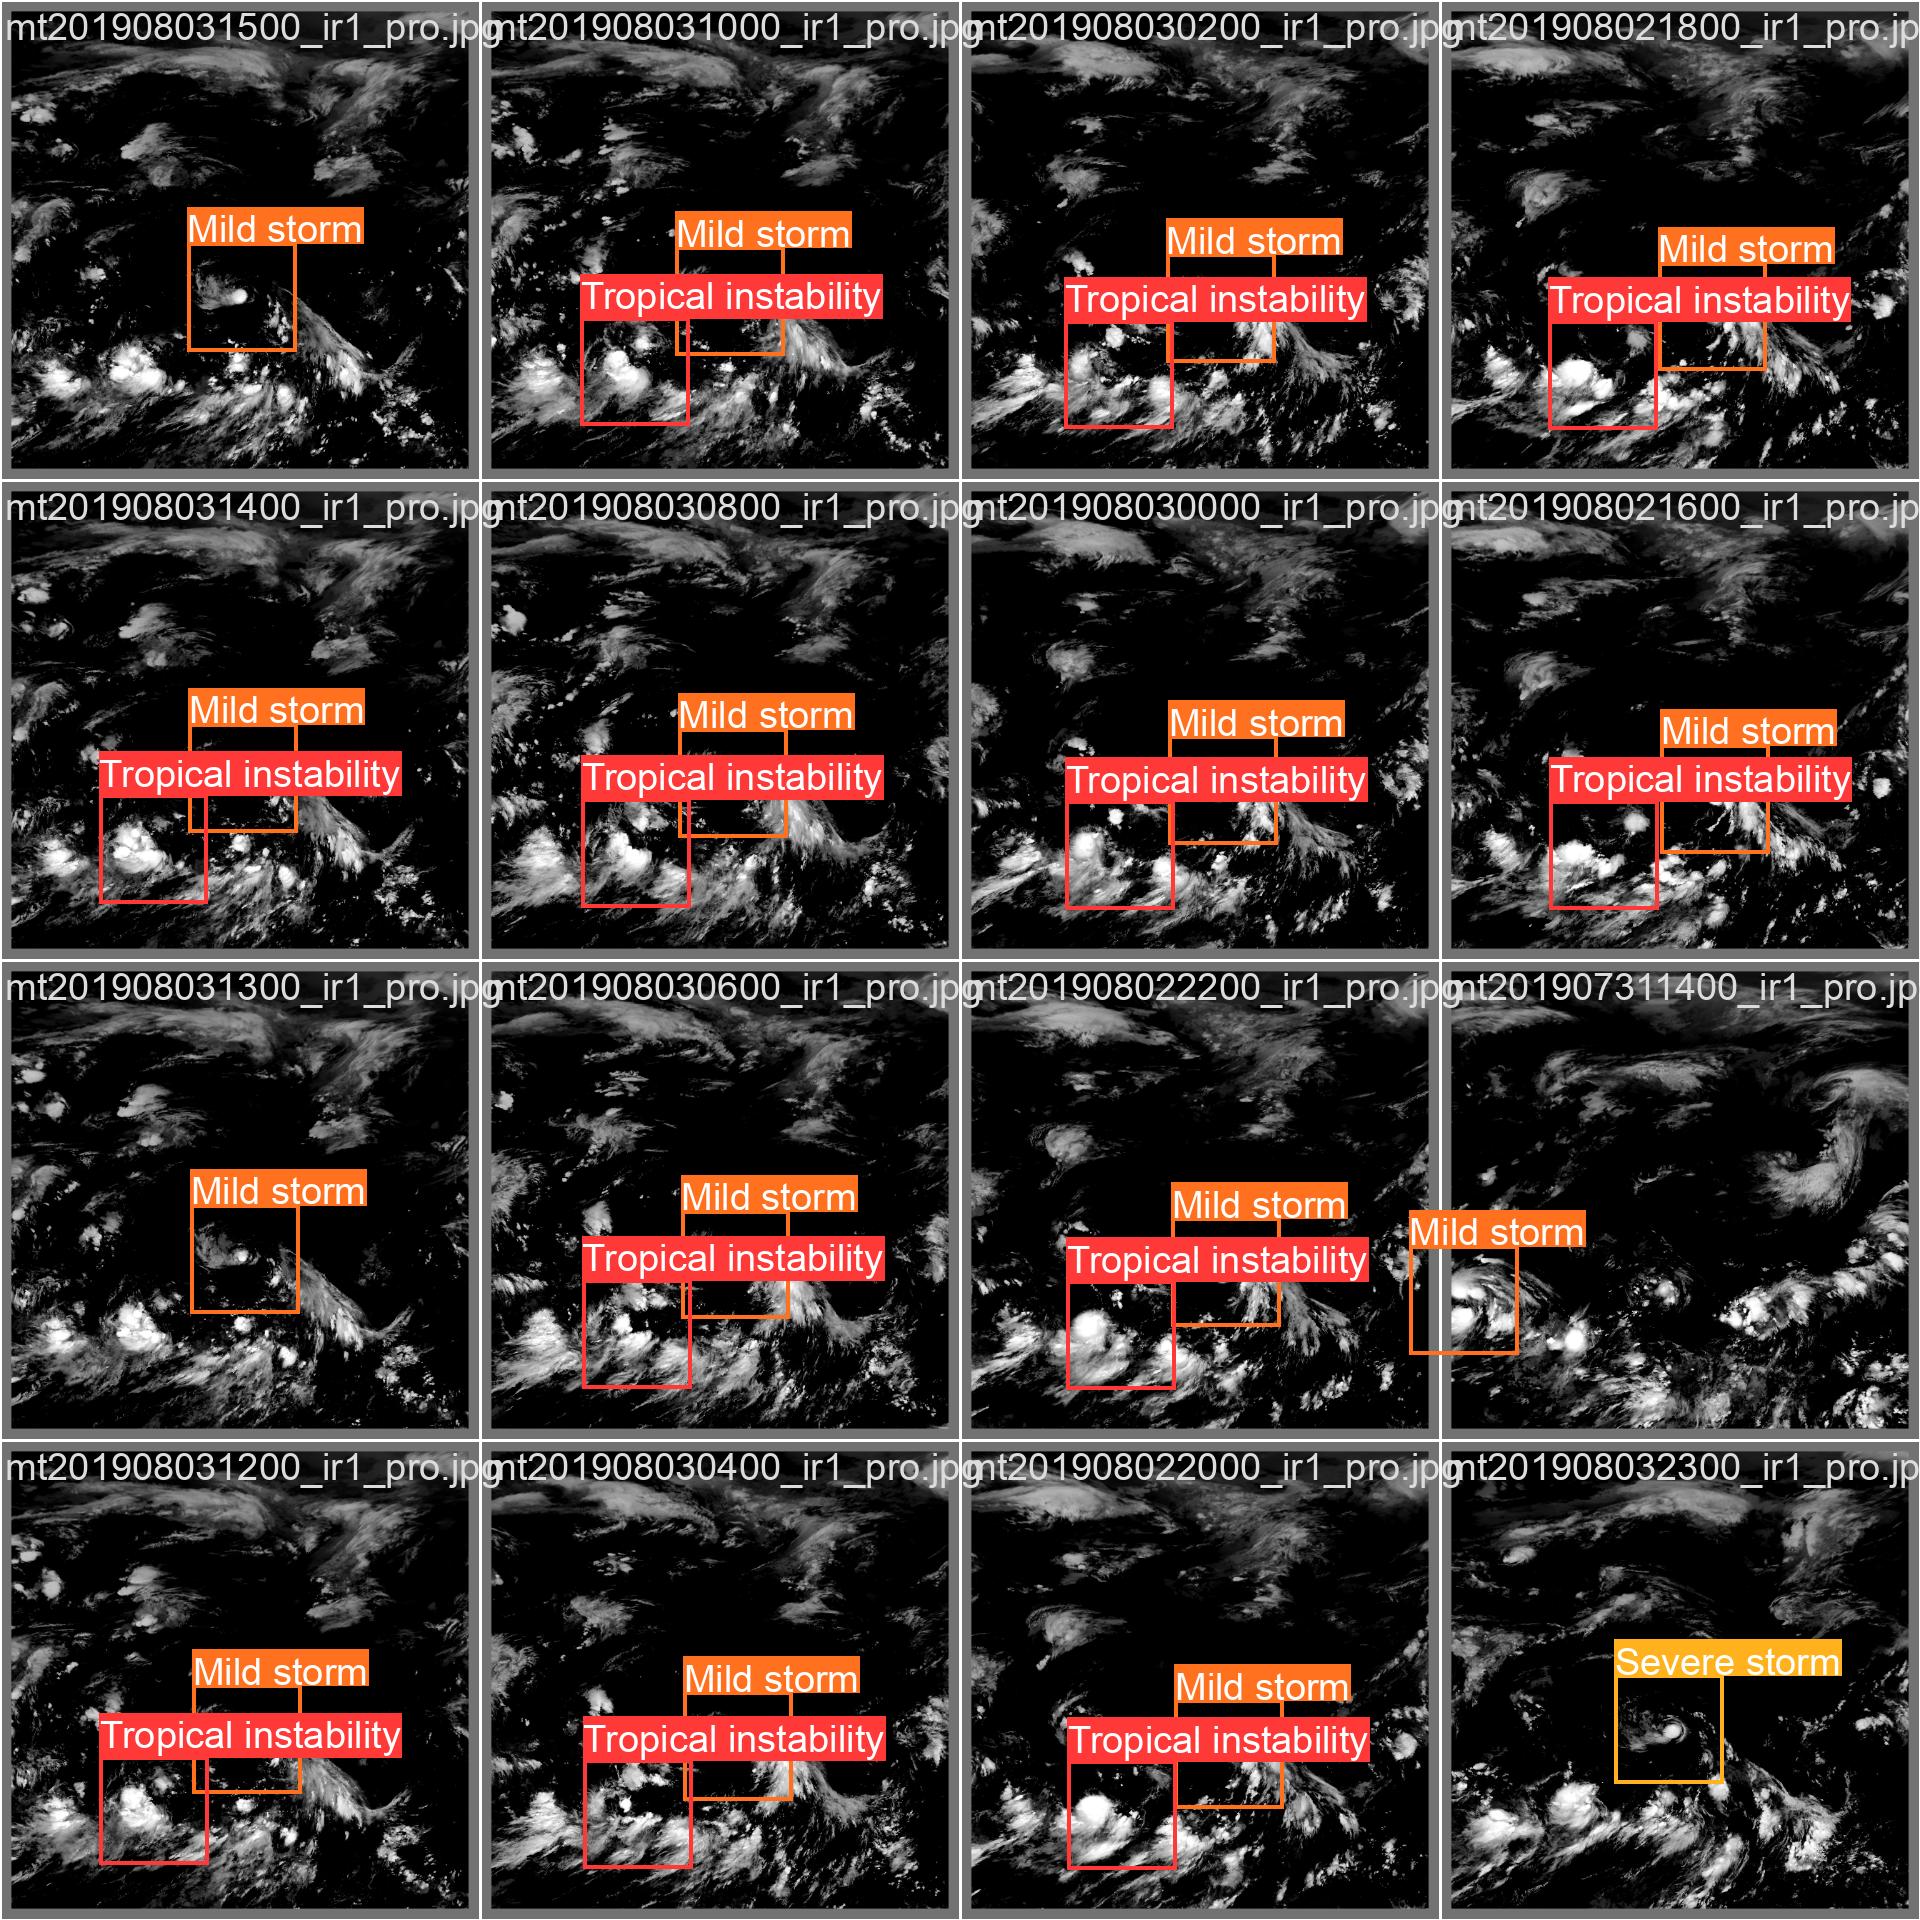 mt201908031500_ir1_pro.jpg
mt201908031000_ir1_pro.jpg
mt201908030200_ir1_pro.jpg
mt201908021800_ir1_pro.jp
Mild storm
Mild storm
Mild storm
Mild storm
Tropical instability
Tropical instability
Tropical instability
mt201908031400_ir1_pro.jpg
mt201908030800_ir1_pro.jpg
mt201908030000_ir1_pro.jpg
mt201908021600_ir1_pro.jp
Mild storm
Mild storm
Mild storm
Mild storm
Tropical instability
Tropical instability
Tropical instability
Tropical instability
mt201908031300_ir1_pro.jpg
mt201908030600_ir1_pro.jpg
mt201908022200_ir1_pro.jpg
mt201907311400_ir1_pro.jp
Mild storm
Mild storm
Mild storm
Mild storm
Tropical instability
Tropical instability
mt201908031200_ir1_pro.jpg
mt201908030400_ir1_pro.jpg
mt201908022000_ir1_pro.jpg
mt201908032300_ir1_pro.jp
Mild storm
Mild storm
Mild storm
Severe storm
Tropical instability
Tropical instability
Tropical instability